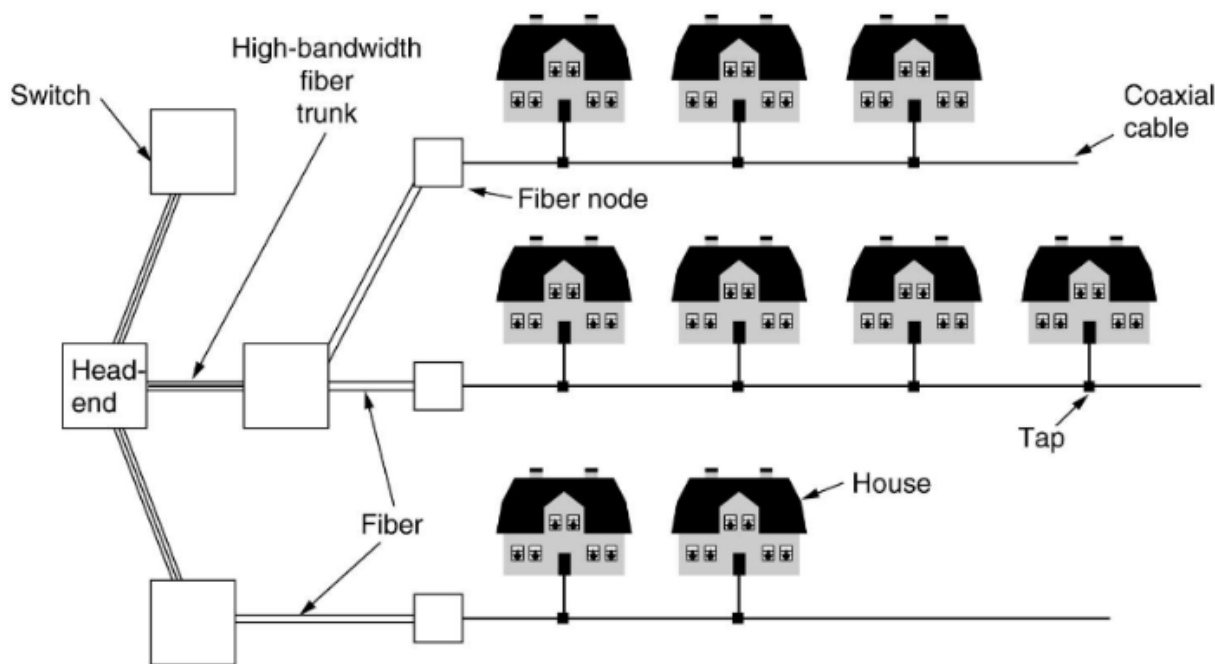 High-bandwidth
fiber
trunk
Switch
Coaxial
cable
Fiber node
Head-
end
Tap
House
Fiber